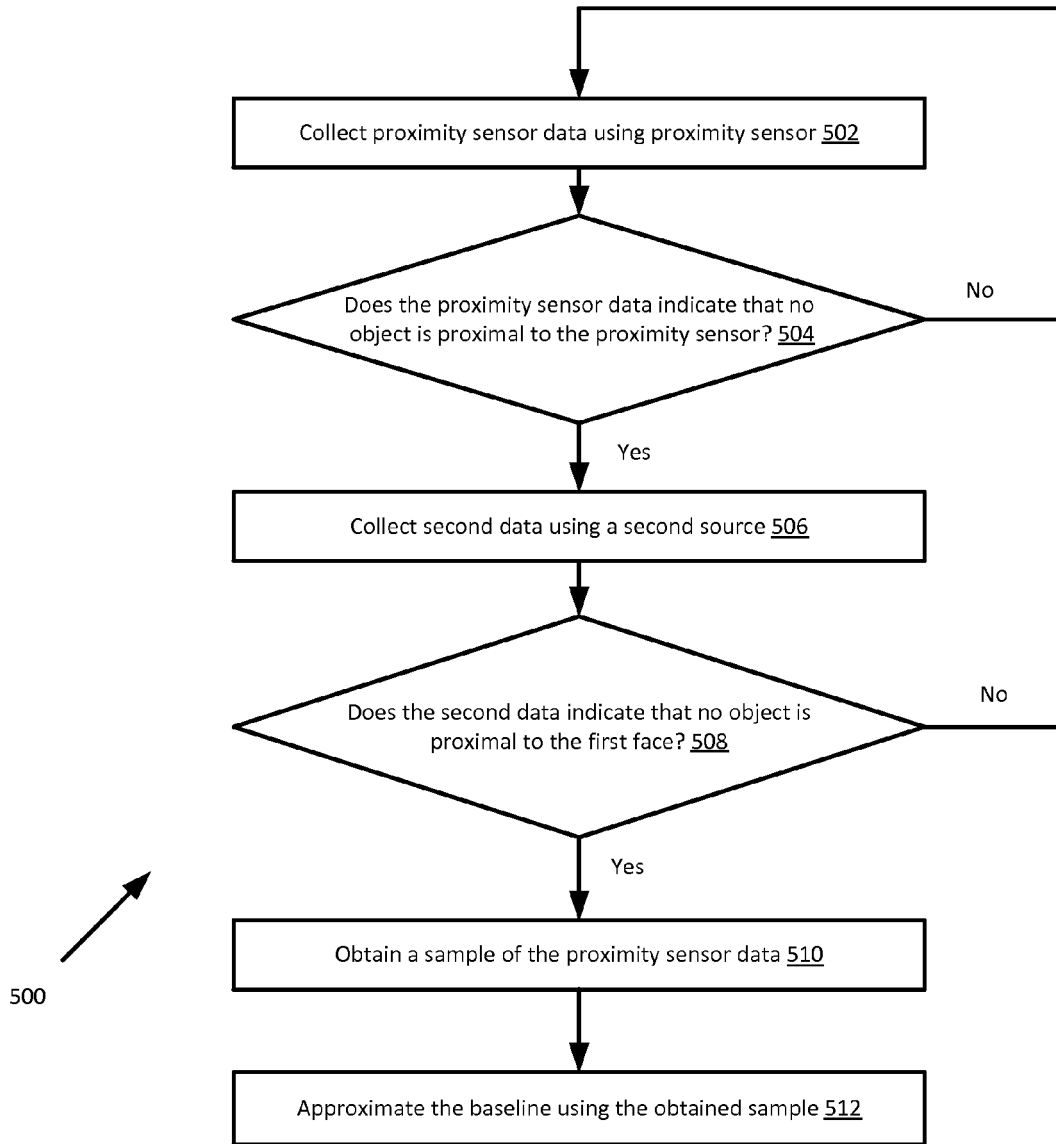 Collect proximity sensor data using proximity sensor 502
Does the proximity sensor data indicate that no
object is proximal to the proximity sensor? 504
No
Yes
Collect second data using a second source 506
Does the second data indicate that no object is
proximal to the first face? 508
No
Yes
Obtain a sample of the proximity sensor data 510
500
Approximate the baseline using the obtained sample 512